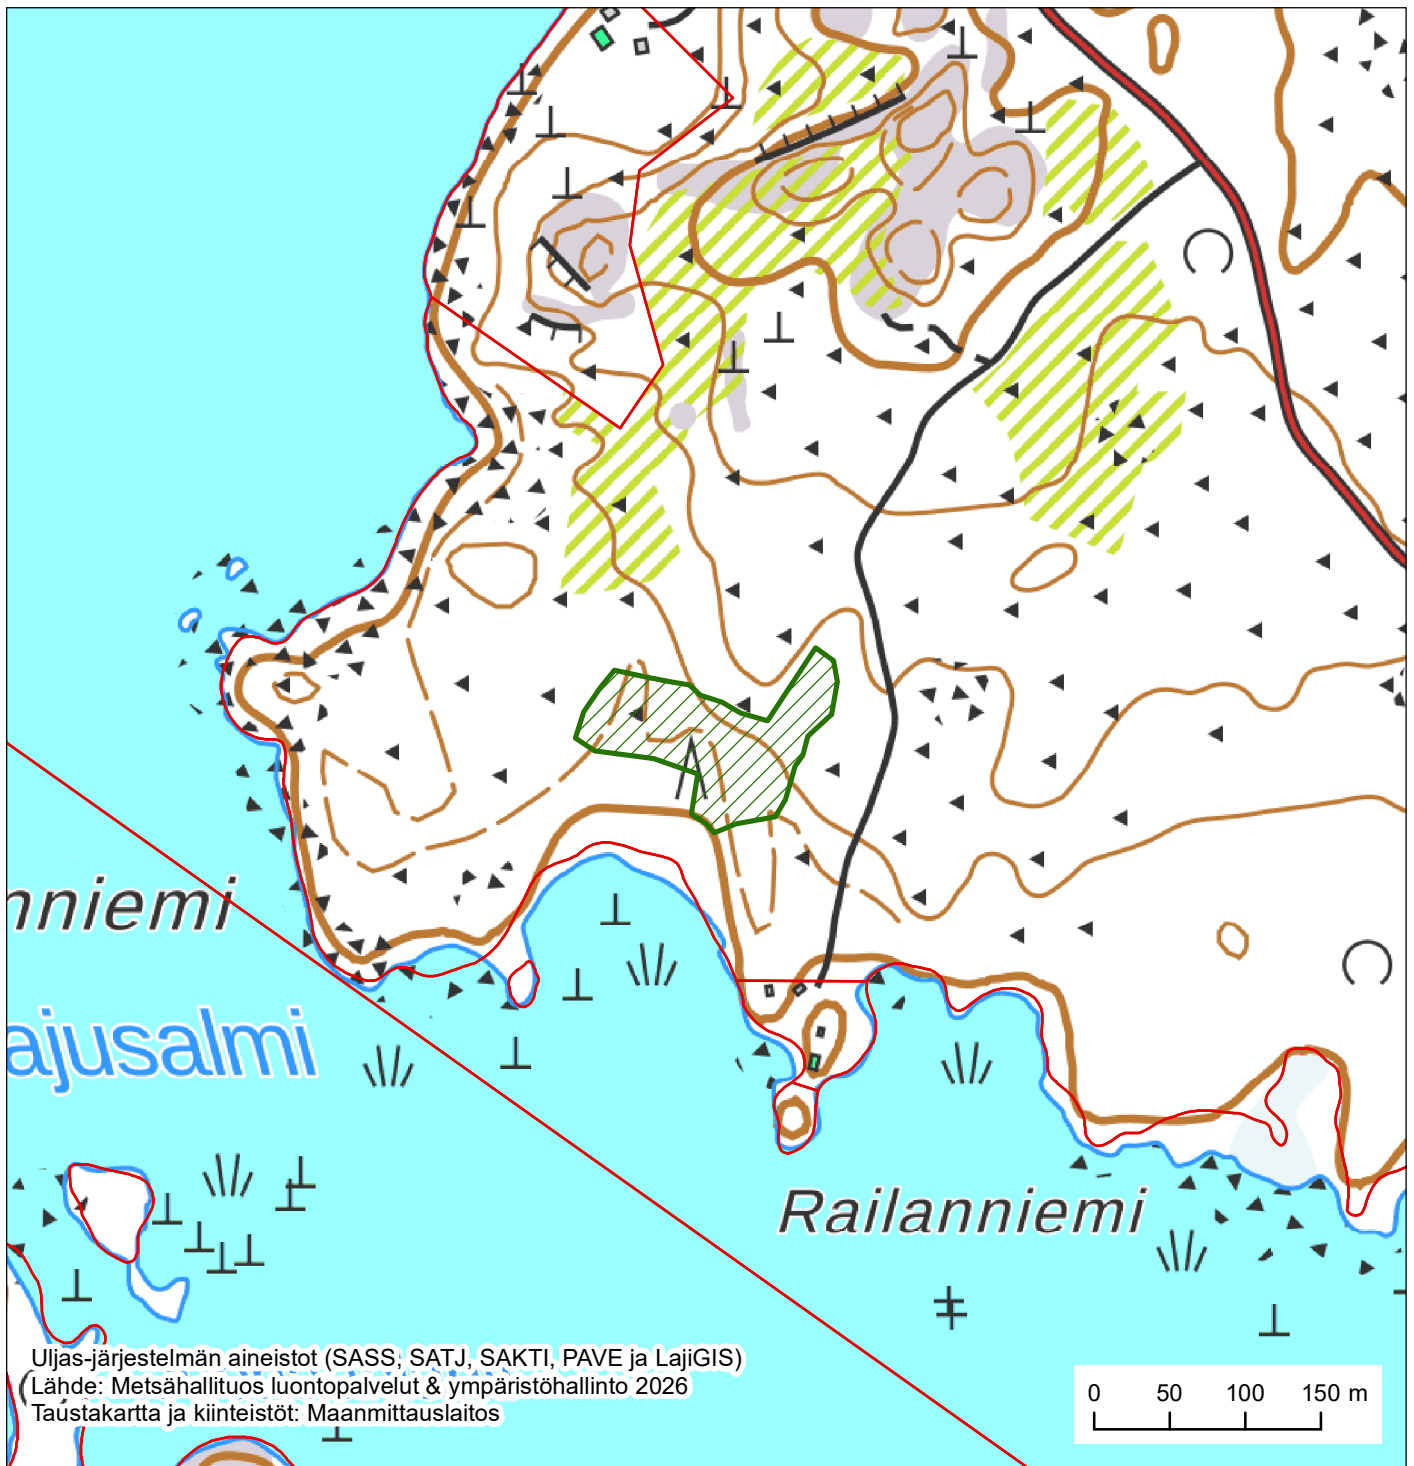 nniemi
ajusalmi
Railanniemi
Uljas-järjestelmän aineistot (SASS, SATJ, SAKTI, PAVE ja LajiGIS)
Lähde: Metsähallituos luontopalvelut & ympäristöhallinto 2026
Taustakartta ja kiinteistöt: Maanmittauslaitos
0 50 100 150 m